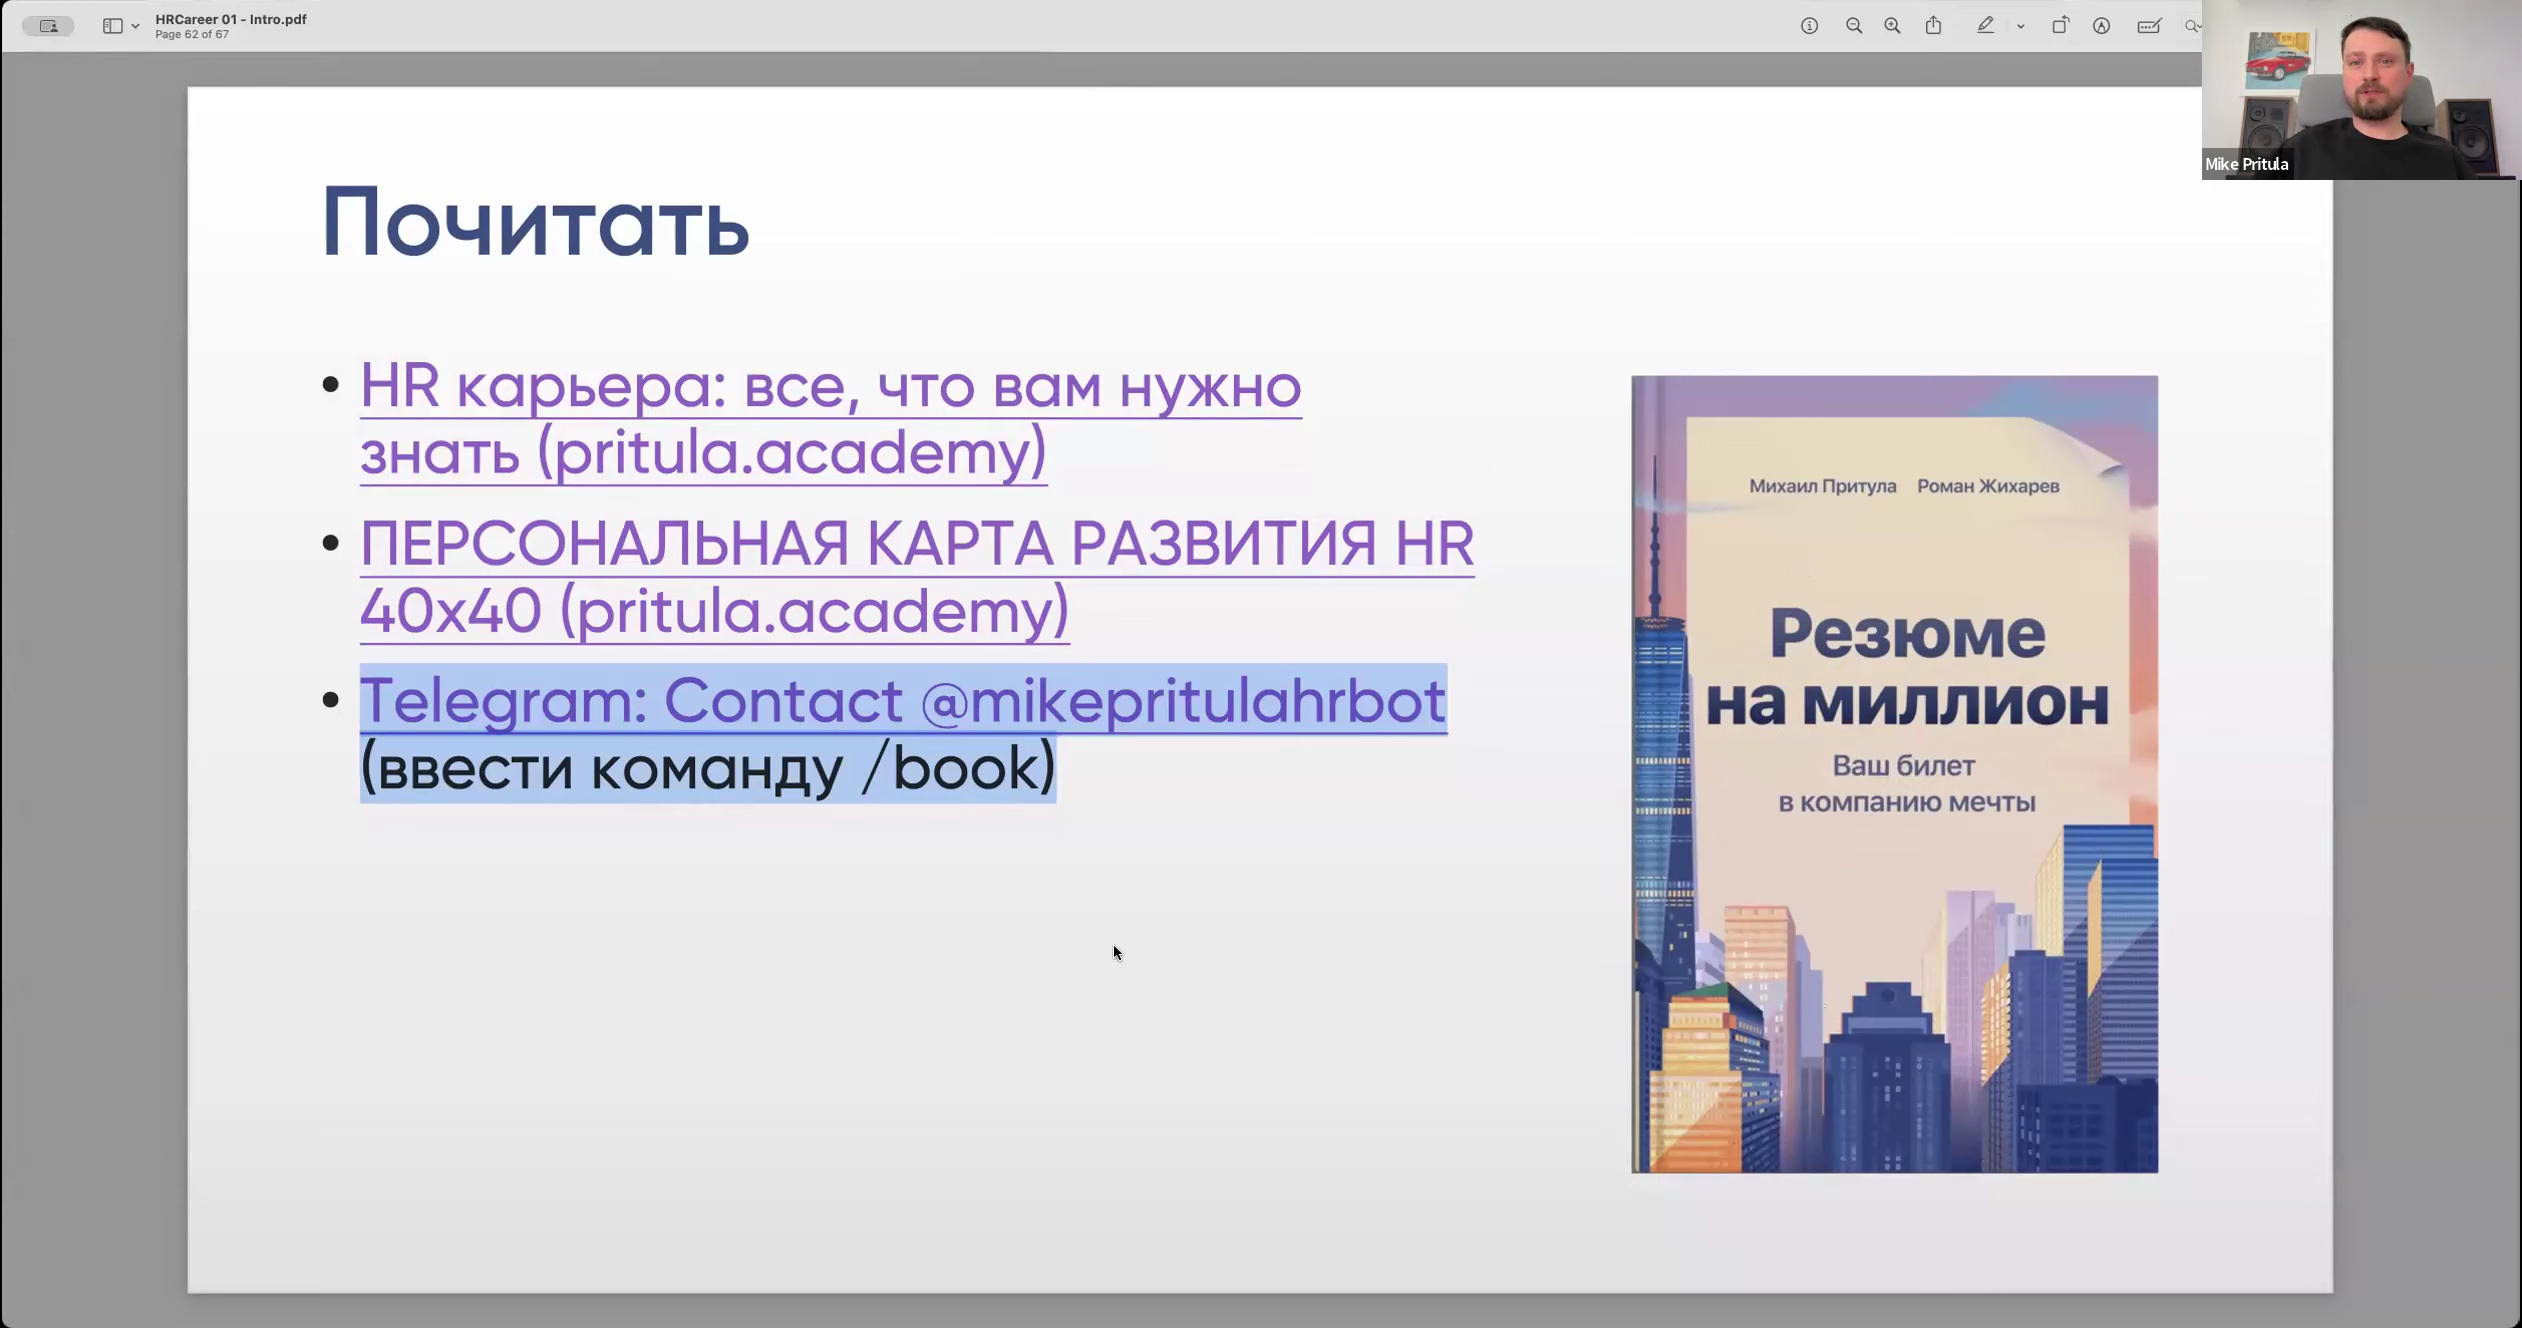 HRCareer 01 - Intro.pdf
Page 62 of 67
Mike Pritula
Почитать
• HR карьера: все, что вам нужно
знать (pritula.academy)
• ПЕРСОНАЛЬНАЯ КАРТА РАЗВИТИЯ HR
40x40 (pritula.academy)
• Telegram: Contact @mikepritulahrbot
(ввести команду /book)
Михаил Притула Роман Жихарев
Резюме
на миллион
Ваш билет
в компанию мечты